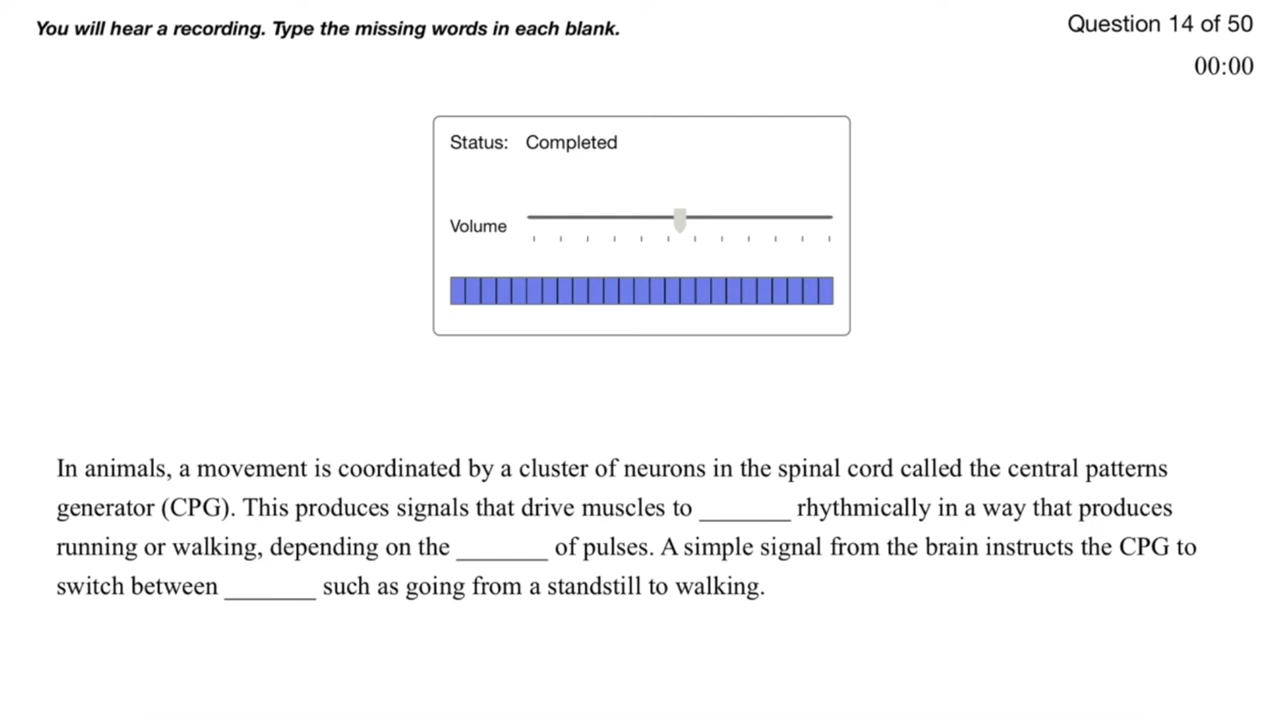 You will hear a recording. Type the missing words in each blank.
Question 14 of 50
00:00
Status: Completed
Volume
In animals, a movement is coordinated by a cluster of neurons in the spinal cord called the central patterns
generator (CPG). This produces signals that drive muscles to ________ rhythmically in a way that produces
running or walking, depending on the ________ of pulses. A simple signal from the brain instructs the CPG to
switch between ________ such as going from a standstill to walking.